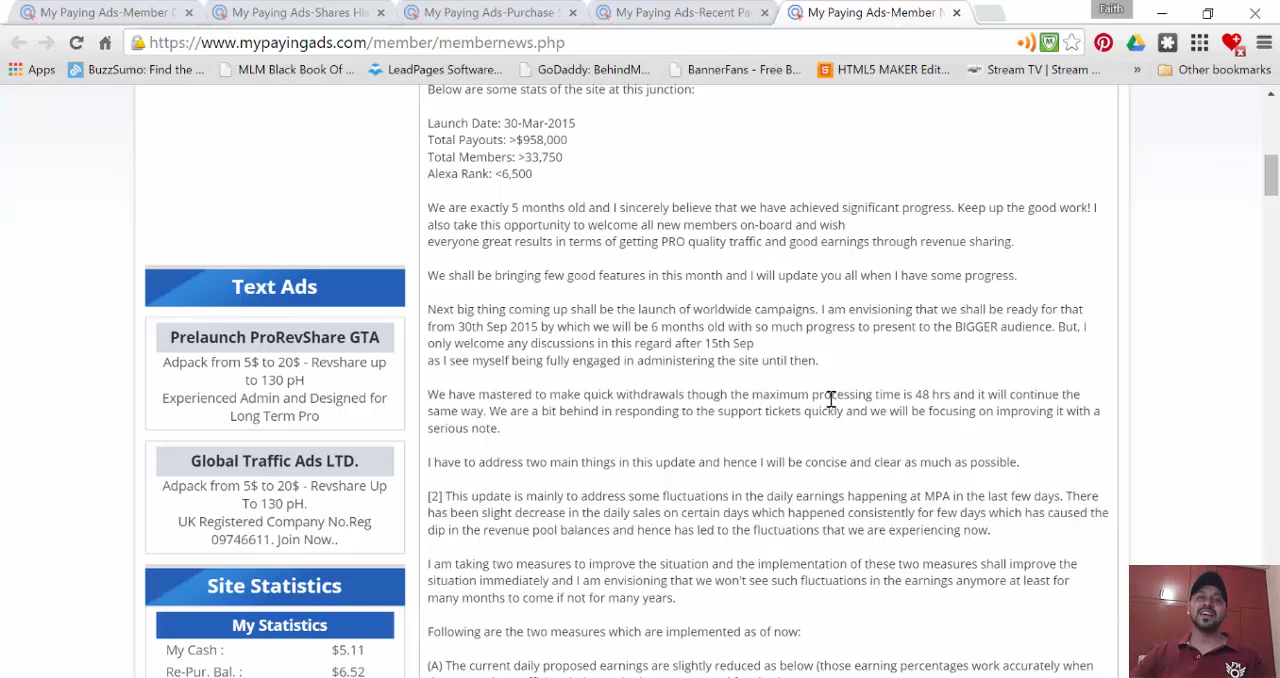 My Paying Ads-Member C
My Paying Ads-Shares His
My Paying Ads-Purchase S
My Paying Ads-Recent Pa
My Paying Ads-Member N
Faith
https://www.mypayingads.com/member/membernews.php
Apps
BuzzSumo: Find the ...
MLM Black Book Of ...
LeadPages Software...
GoDaddy: BehindM...
BannerFans - Free B...
HTML5 MAKER Edit...
Stream TV | Stream ...
»
Other bookmarks
Below are some stats of the site at this junction:
Launch Date: 30-Mar-2015
Total Payouts: >$958,000
Total Members: >33,750
Alexa Rank: <6,500
We are exactly 5 months old and I sincerely believe that we have achieved significant progress. Keep up the good work! I
also take this opportunity to welcome all new members on-board and wish
everyone great results in terms of getting PRO quality traffic and good earnings through revenue sharing.
We shall be bringing few good features in this month and I will update you all when I have some progress.
Next big thing coming up shall be the launch of worldwide campaigns. I am envisioning that we shall be ready for that
from 30th Sep 2015 by which we will be 6 months old with so much progress to present to the BIGGER audience. But, I
only welcome any discussions in this regard after 15th Sep
as I see myself being fully engaged in administering the site until then.
We have mastered to make quick withdrawals though the maximum processing time is 48 hrs and it will continue the
same way. We are a bit behind in responding to the support tickets quickly and we will be focusing on improving it with a
serious note.
I have to address two main things in this update and hence I will be concise and clear as much as possible.
[2] This update is mainly to address some fluctuations in the daily earnings happening at MPA in the last few days. There
has been slight decrease in the daily sales on certain days which happened consistently for few days which has caused the
dip in the revenue pool balances and hence has led to the fluctuations that we are experiencing now.
I am taking two measures to improve the situation and the implementation of these two measures shall improve the
situation immediately and I am envisioning that we won't see such fluctuations in the earnings anymore at least for
many months to come if not for many years.
Following are the two measures which are implemented as of now:
(A) The current daily proposed earnings are slightly reduced as below (those earning percentages work accurately when
Text Ads
Prelaunch ProRevShare GTA
Adpack from 5$ to 20$ - Revshare up
to 130 pH
Experienced Admin and Designed for
Long Term Pro
Global Traffic Ads LTD.
Adpack from 5$ to 20$ - Revshare Up
To 130 pH.
UK Registered Company No.Reg
09746611. Join Now..
Site Statistics
My Statistics
My Cash : $5.11
Re-Pur. Bal. : $6.52